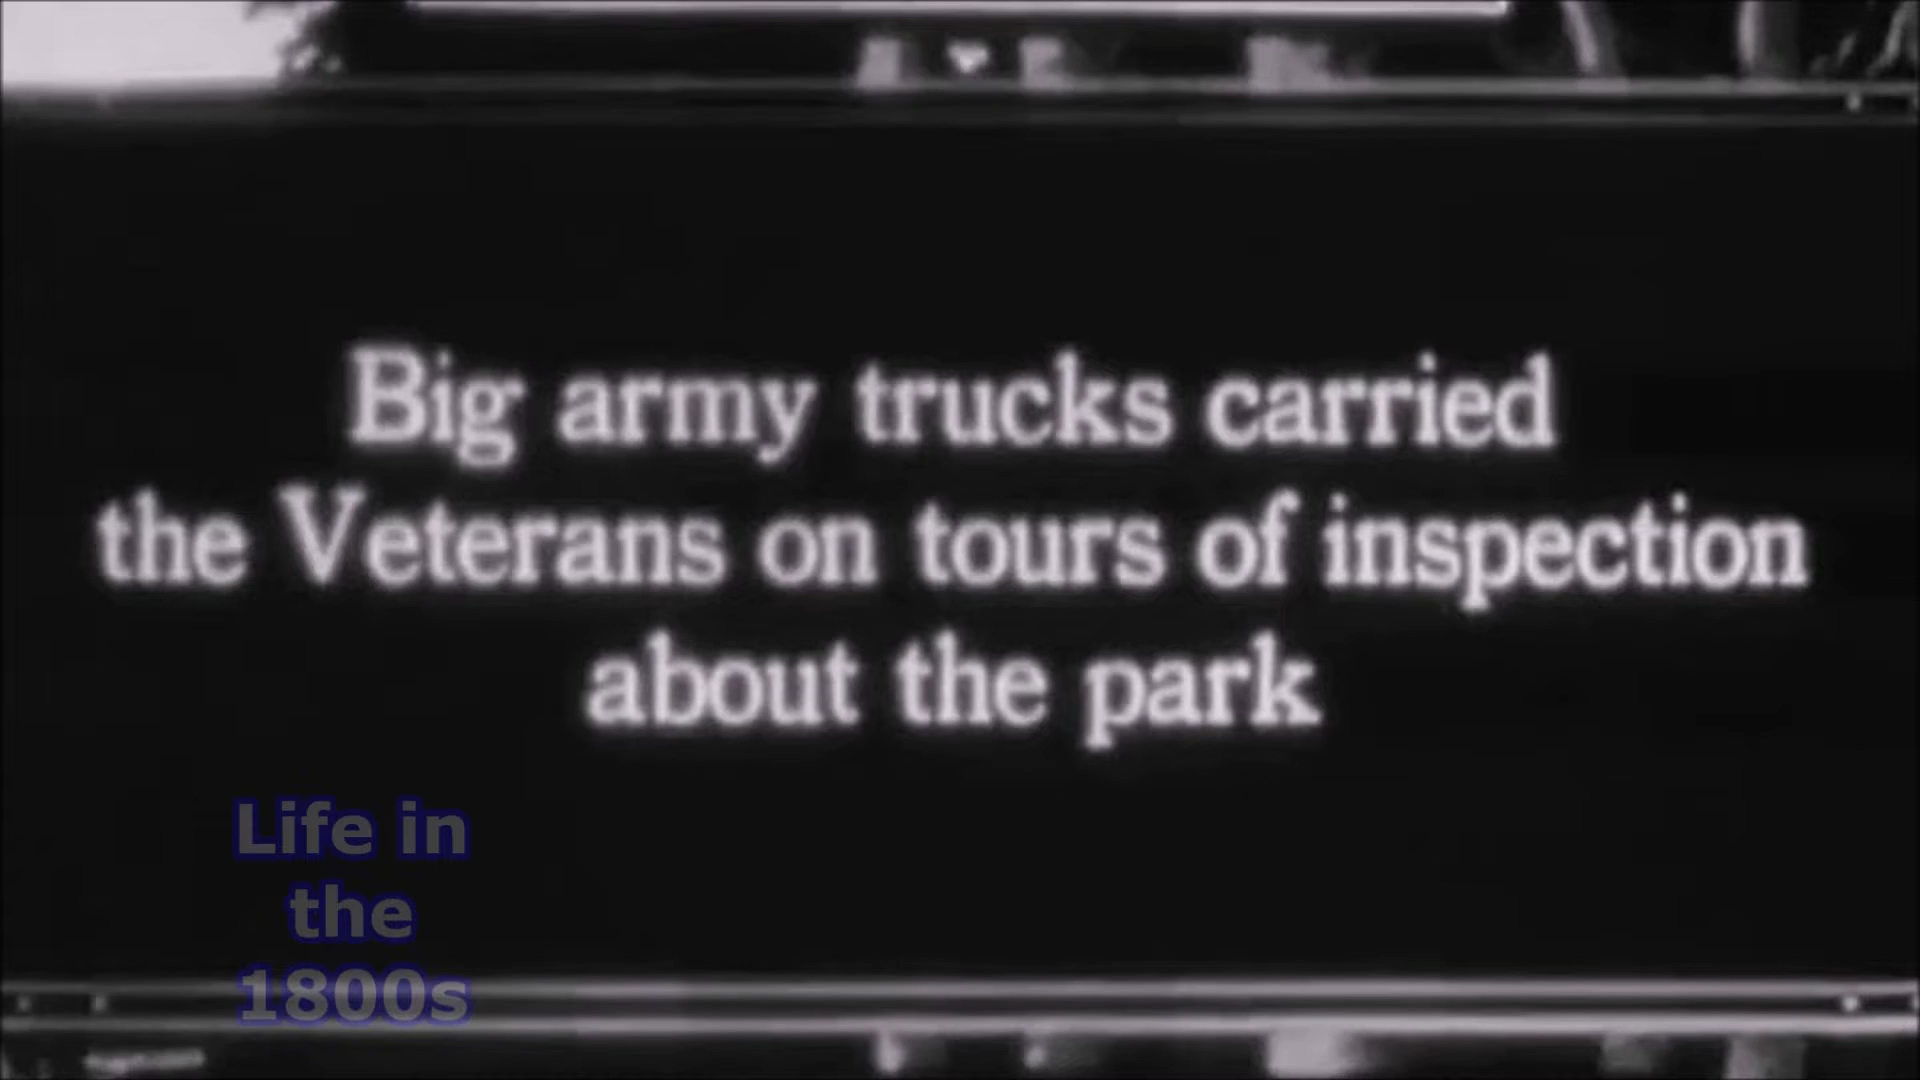 Big army trucks carried
the Veterans on tours of inspection
about the park
Life in
the
1800s